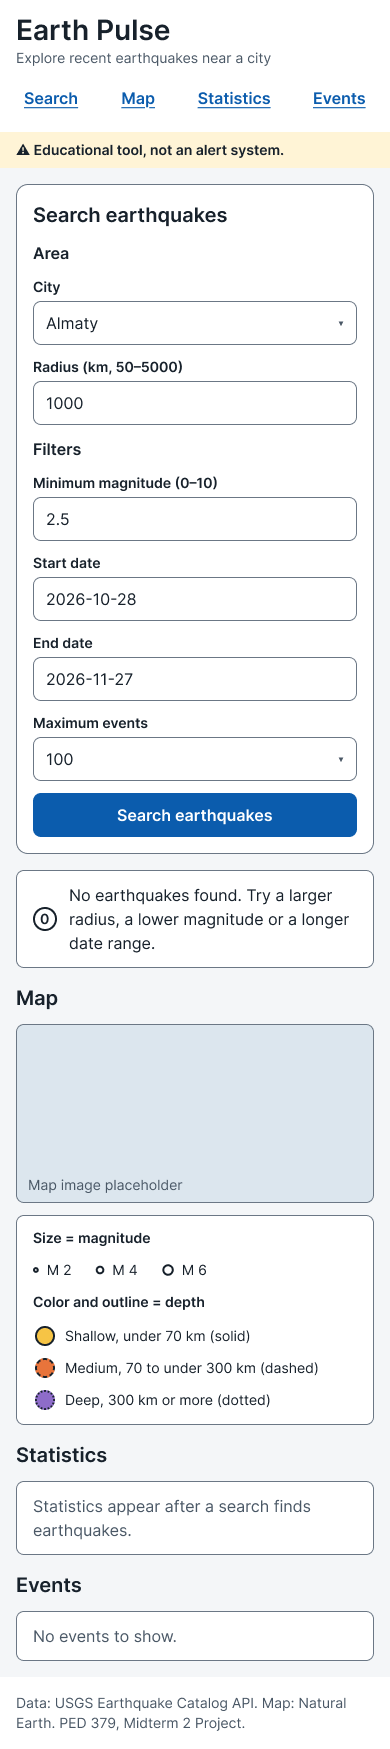 Earth Pulse
Explore recent earthquakes near a city
Search Map Statistics Events
⚠ Educational tool, not an alert system.
Search earthquakes
Area
City
Almaty
Radius (km, 50–5000)
1000
Filters
Minimum magnitude (0–10)
2.5
Start date
2026-10-28
End date
2026-11-27
Maximum events
100
Search earthquakes
0
No earthquakes found. Try a larger
radius, a lower magnitude or a longer
date range.
Map
Map image placeholder
Size = magnitude
M 2 M 4 M 6
Color and outline = depth
Shallow, under 70 km (solid)
Medium, 70 to under 300 km (dashed)
Deep, 300 km or more (dotted)
Statistics
Statistics appear after a search finds
earthquakes.
Events
No events to show.
Data: USGS Earthquake Catalog API. Map: Natural
Earth. PED 379, Midterm 2 Project.